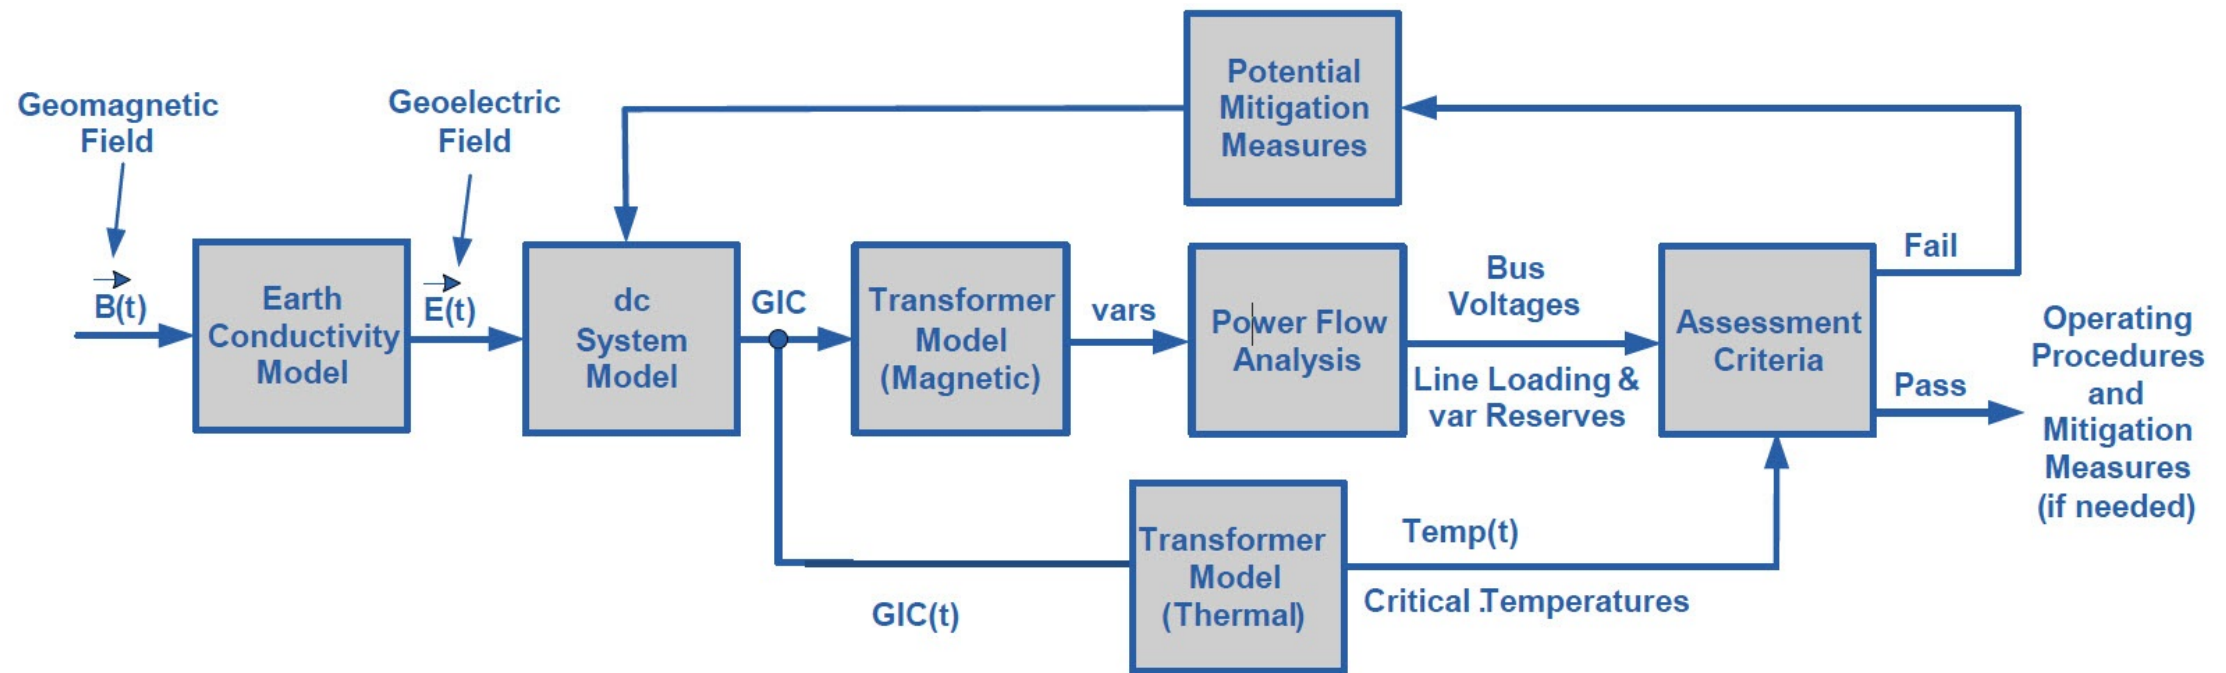 Geomagnetic
Field
B(t)
Earth
Conductivity
Model
Geoelectric
Field
E(t)
dc
System
Model
GIC
Transformer
Model
(Magnetic)
vars
Power Flow
Analysis
Bus
Voltages
Line Loading &
var Reserves
Assessment
Criteria
Fail
Potential
Mitigation
Measures
Pass
Operating
Procedures
and
Mitigation
Measures
(if needed)
GIC(t)
Transformer
Model
(Thermal)
Temp(t)
Critical .Temperatures